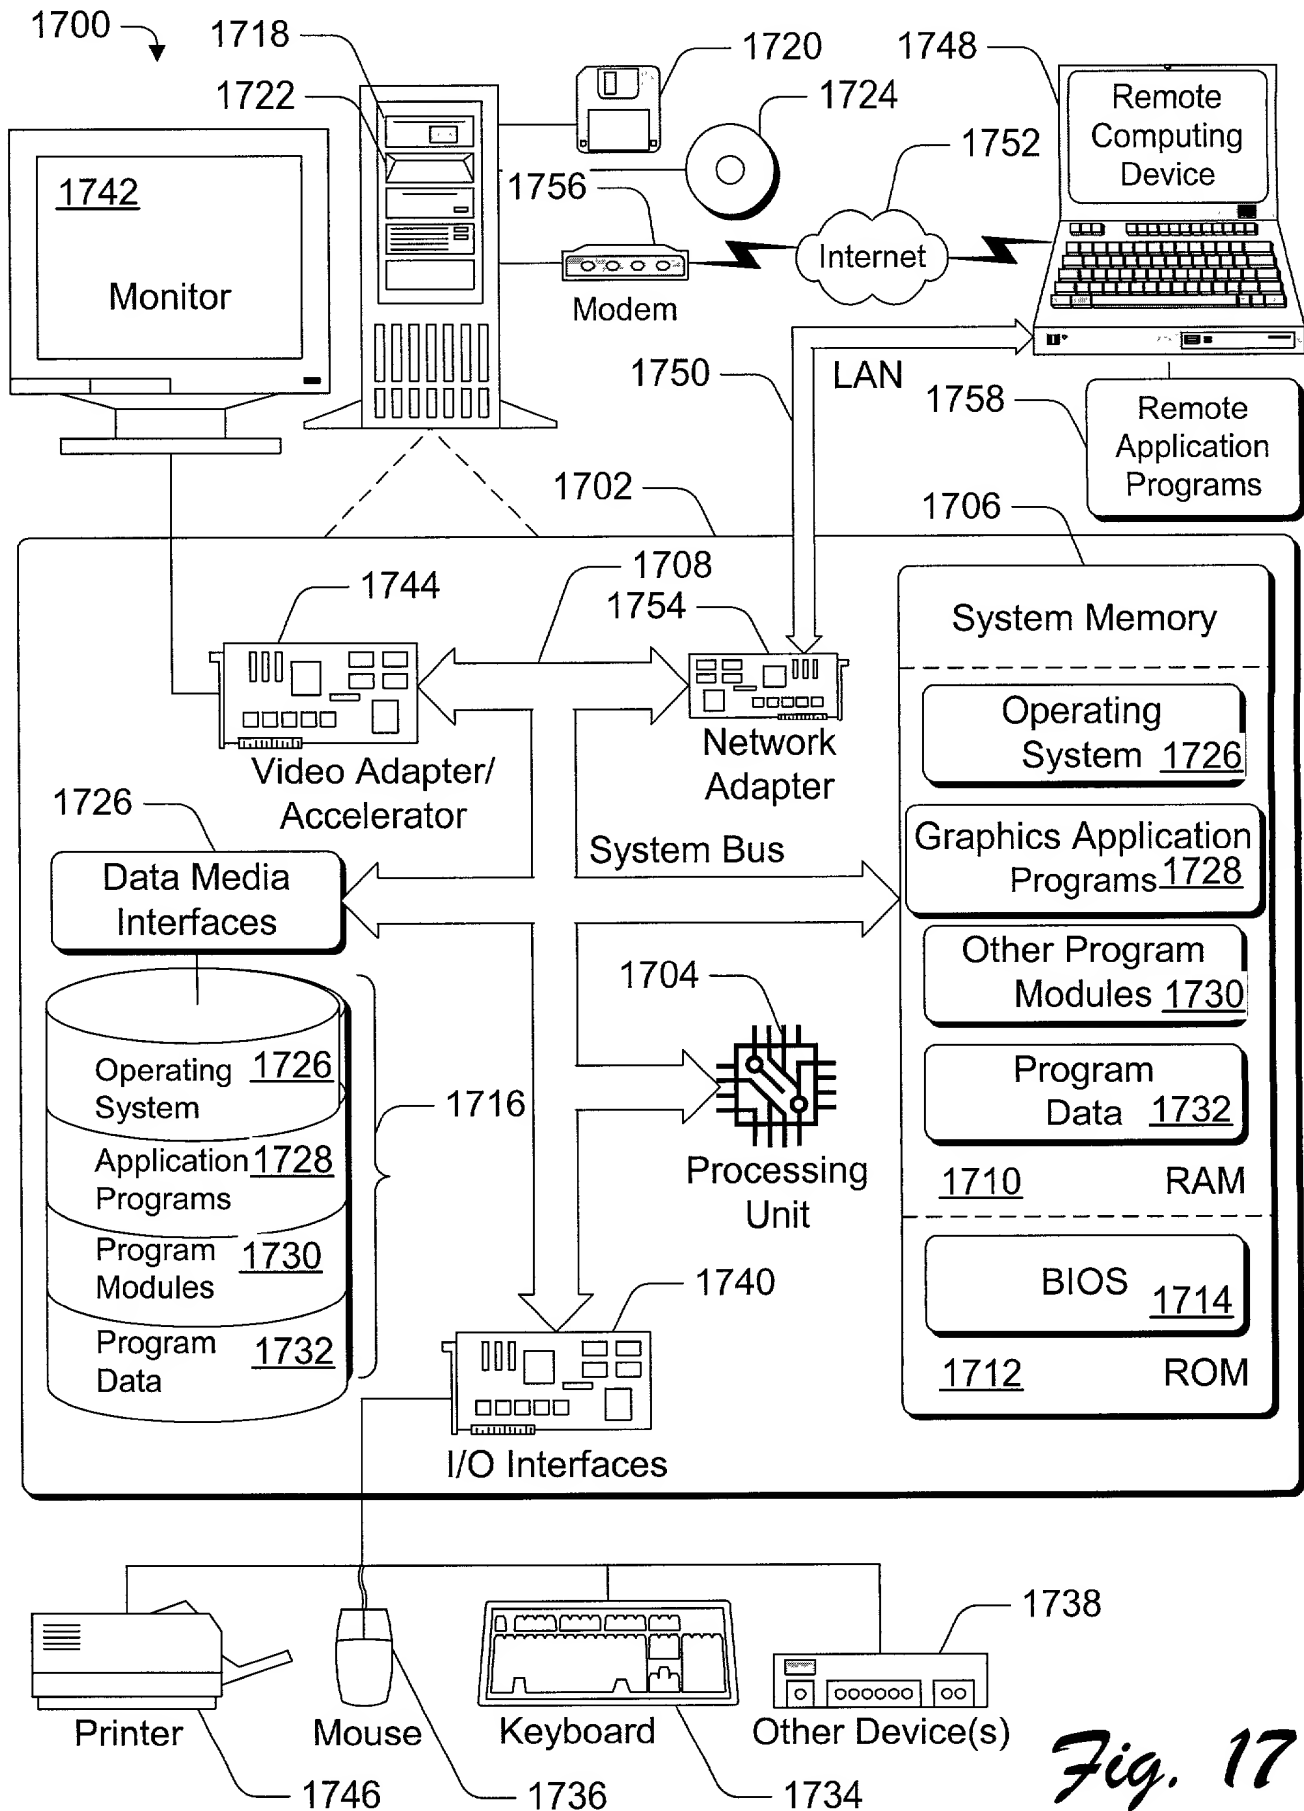 1700
1718
1720
1748
1722
1724
1752
1756
Remote
Computing
Device
1742
Monitor
Internet
Modem
1750
LAN
1758
Remote
Application
Programs
1702
1706
1708
1744
1754
System Memory
Operating
System 1726
Network
Adapter
Video Adapter/
Accelerator
1726
Graphics Application
Programs 1728
System Bus
Data Media
Interfaces
Other Program
Modules 1730
1704
Operating 1726
System
Program
Data 1732
1716
Application 1728
Programs
Processing
Unit
1710 RAM
Program 1730
Modules
1740
BIOS 1714
Program 1732
Data
1712 ROM
I/O Interfaces
1738
Printer
Mouse
Keyboard
Other Device(s)
1746
1736
1734
Fig. 17